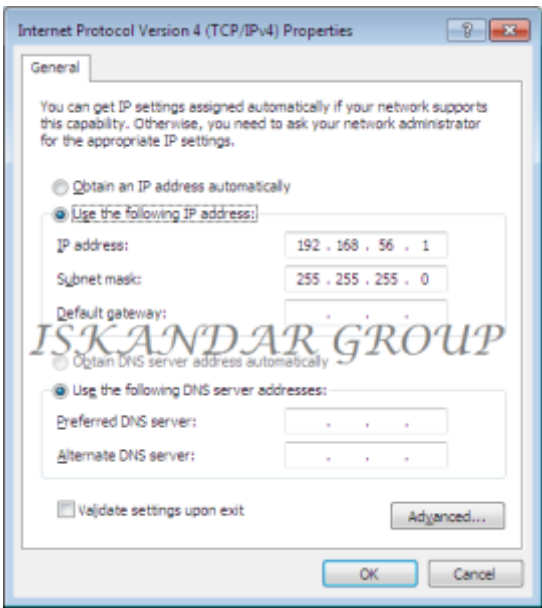 Internet Protocol Version 4 (TCP/IPv4) Properties
General
You can get IP settings assigned automatically if your network supports
this capability. Otherwise, you need to ask your network administrator
for the appropriate IP settings.
Obtain an IP address automatically
Use the following IP address:
IP address: 192 . 168 . 56 . 1
Subnet mask: 255 . 255 . 255 . 0
Default gateway: . . .
ISKANDAR GROUP
Obtain DNS server address automatically
Use the following DNS server addresses:
Preferred DNS server: . . .
Alternate DNS server: . . .
Validate settings upon exit
Advanced...
OK Cancel